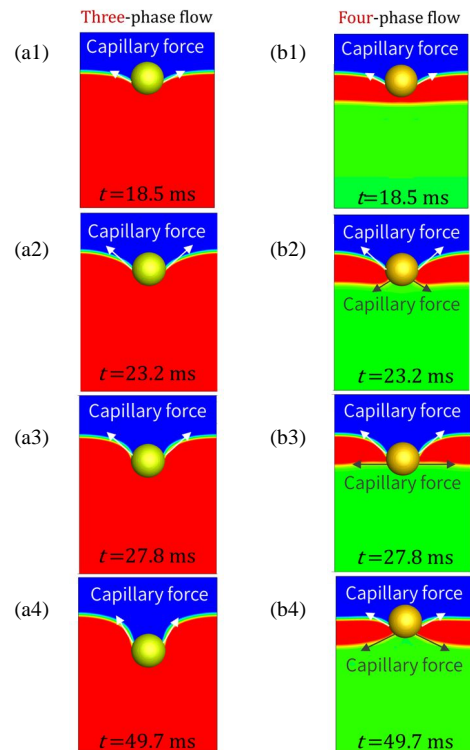 Three-phase flow
Four-phase flow
(a1)
Capillary force
t=18.5 ms
(b1)
Capillary force
t=18.5 ms
(a2)
Capillary force
t=23.2 ms
(b2)
Capillary force
Capillary force
t=23.2 ms
(a3)
Capillary force
t=27.8 ms
(b3)
Capillary force
Capillary force
t=27.8 ms
(a4)
Capillary force
t=49.7 ms
(b4)
Capillary force
Capillary force
t=49.7 ms